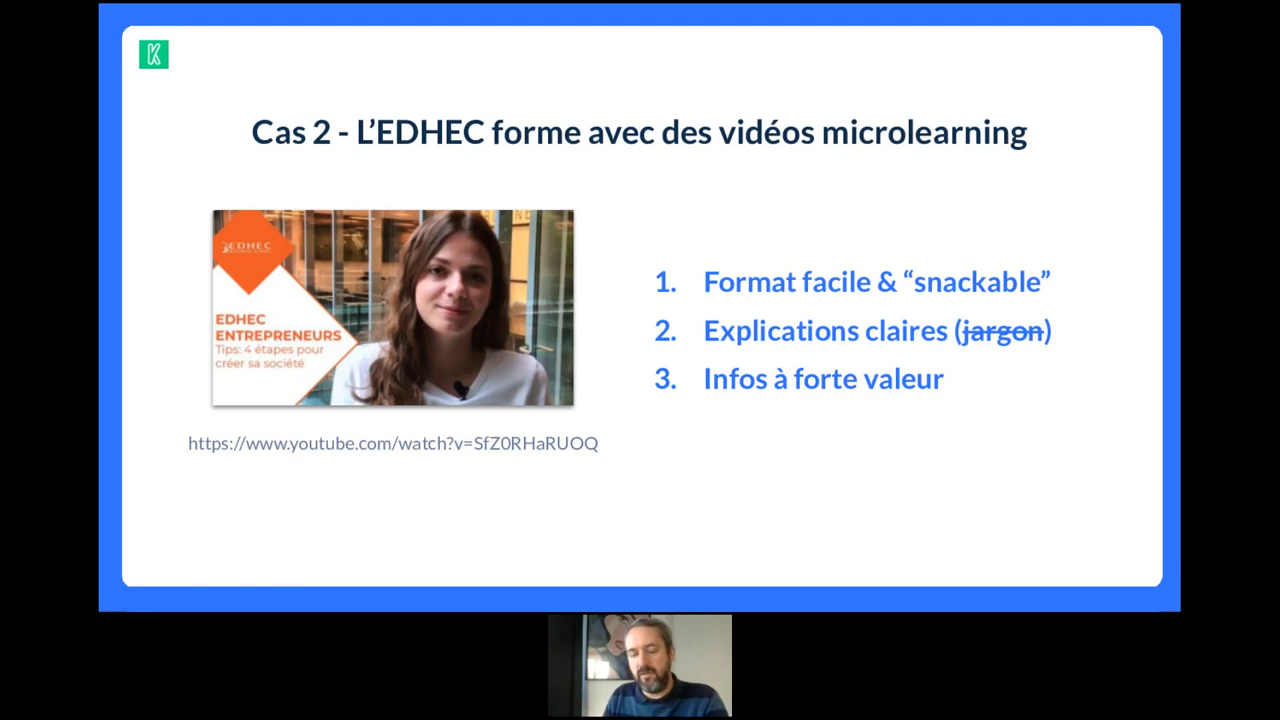 K
Cas 2 - L’EDHEC forme avec des vidéos microlearning
EDHEC
EDHEC
ENTREPRENEURS
Tips: 4 étapes pour
créer sa société
https://www.youtube.com/watch?v=SfZ0RHaRUOQ
1. Format facile & “snackable”
2. Explications claires (jargon)
3. Infos à forte valeur